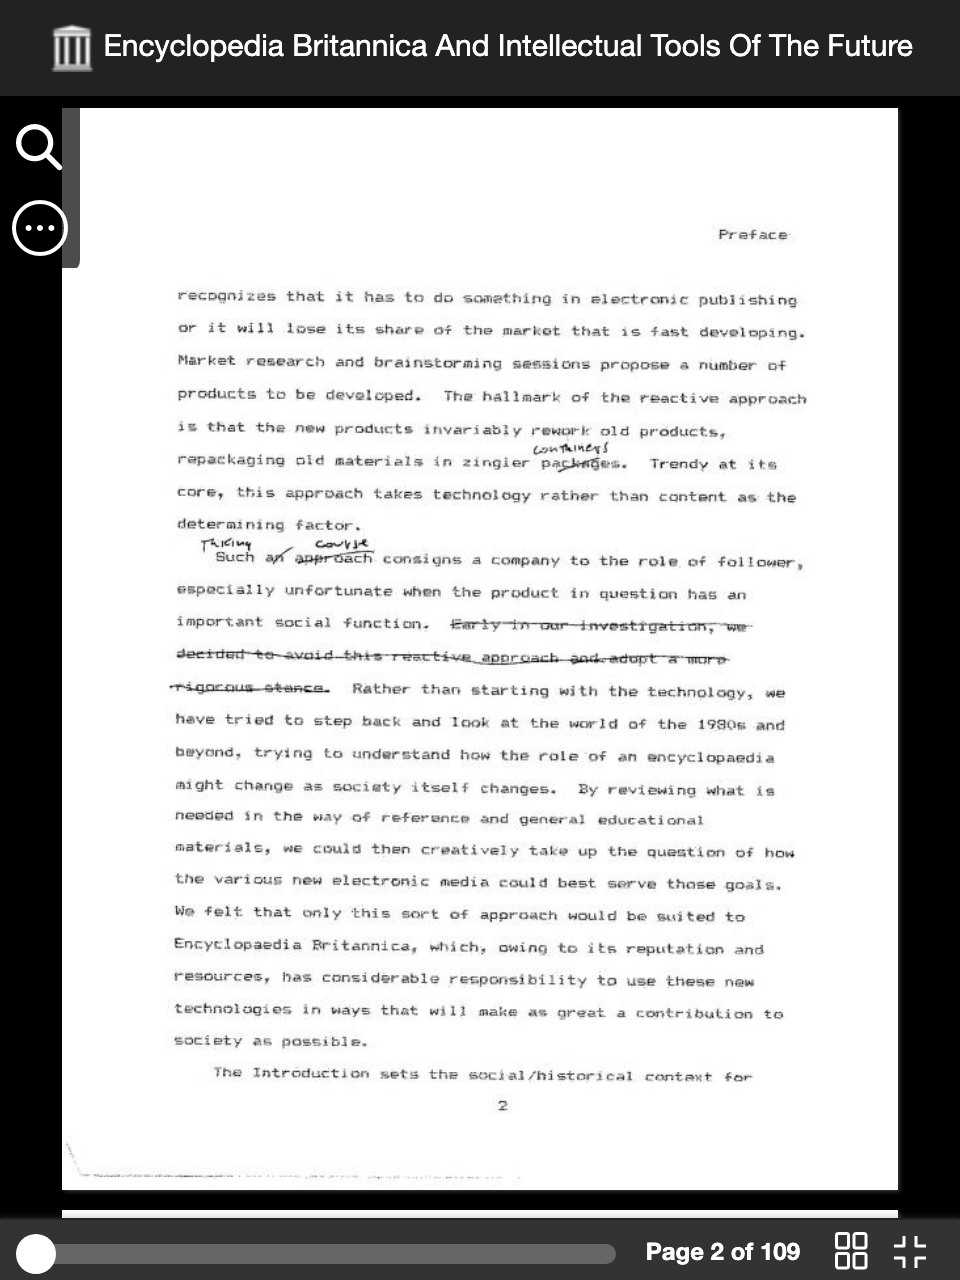 Encyclopedia Britannica And Intellectual Tools Of The Future
Preface
recognizes that it has to do something in electronic publishing
or it will lose its share of the market that is fast developing.
Market research and brainstorming sessions propose a number of
products to be developed. The hallmark of the reactive approach
is that the new products invariably rework old products,
containers
repackaging old materials in zingier packages. Trendy at its
core, this approach takes technology rather than content as the
determining factor.
Taking course
Such an approach consigns a company to the role of follower,
especially unfortunate when the product in question has an
important social function. Early in our investigation, we
decided to avoid this reactive approach and adopt a more
rigorous stance. Rather than starting with the technology, we
have tried to step back and look at the world of the 1980s and
beyond, trying to understand how the role of an encyclopaedia
might change as society itself changes. By reviewing what is
needed in the way of reference and general educational
materials, we could then creatively take up the question of how
the various new electronic media could best serve those goals.
We felt that only this sort of approach would be suited to
Encyclopaedia Britannica, which, owing to its reputation and
resources, has considerable responsibility to use these new
technologies in ways that will make as great a contribution to
society as possible.
The Introduction sets the social/historical context for
2
Page 2 of 109